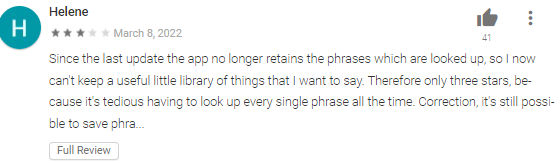 H
Helene
March 8, 2022
41
Since the last update the app no longer retains the phrases which are looked up, so I now
can't keep a useful little library of things that I want to say. Therefore only three stars, be-
cause it's tedious having to look up every single phrase all the time. Correction, it's still possi-
ble to save phra...
Full Review